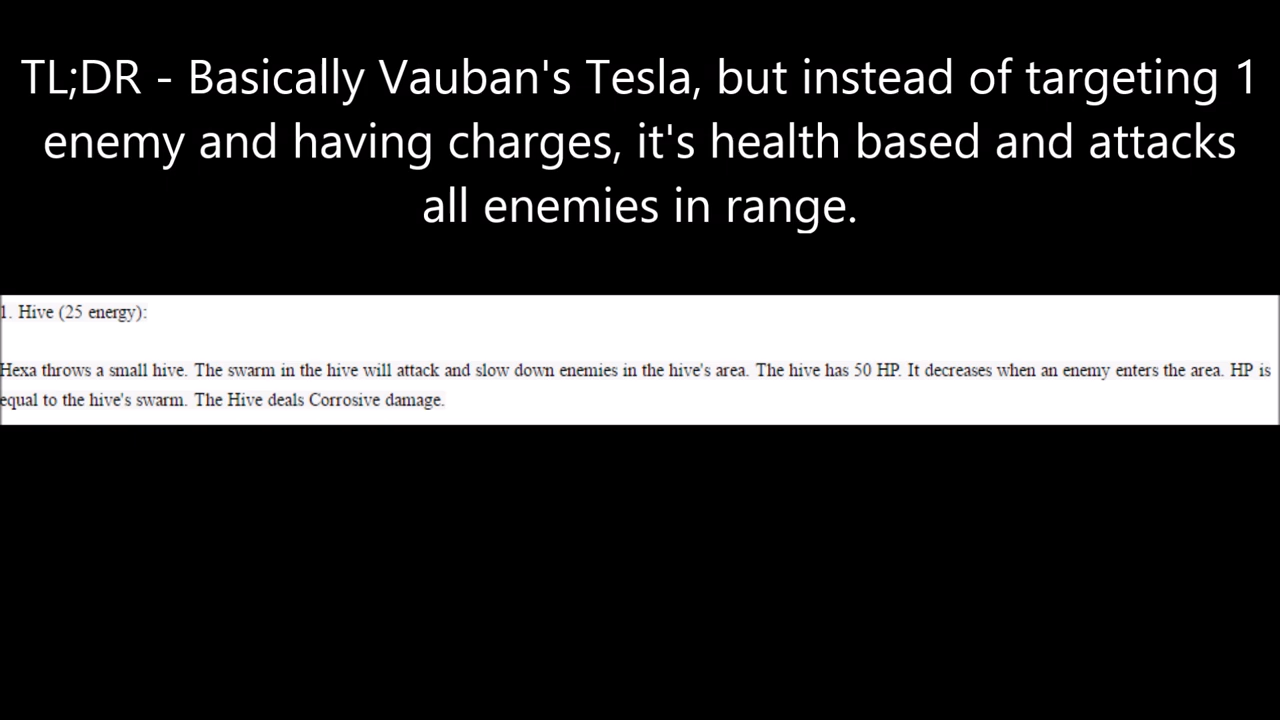 TL;DR - Basically Vauban's Tesla, but instead of targeting 1
enemy and having charges, it's health based and attacks
all enemies in range.
1. Hive (25 energy):
Hexa throws a small hive. The swarm in the hive will attack and slow down enemies in the hive's area. The hive has 50 HP. It decreases when an enemy enters the area. HP is
equal to the hive's swarm. The Hive deals Corrosive damage.